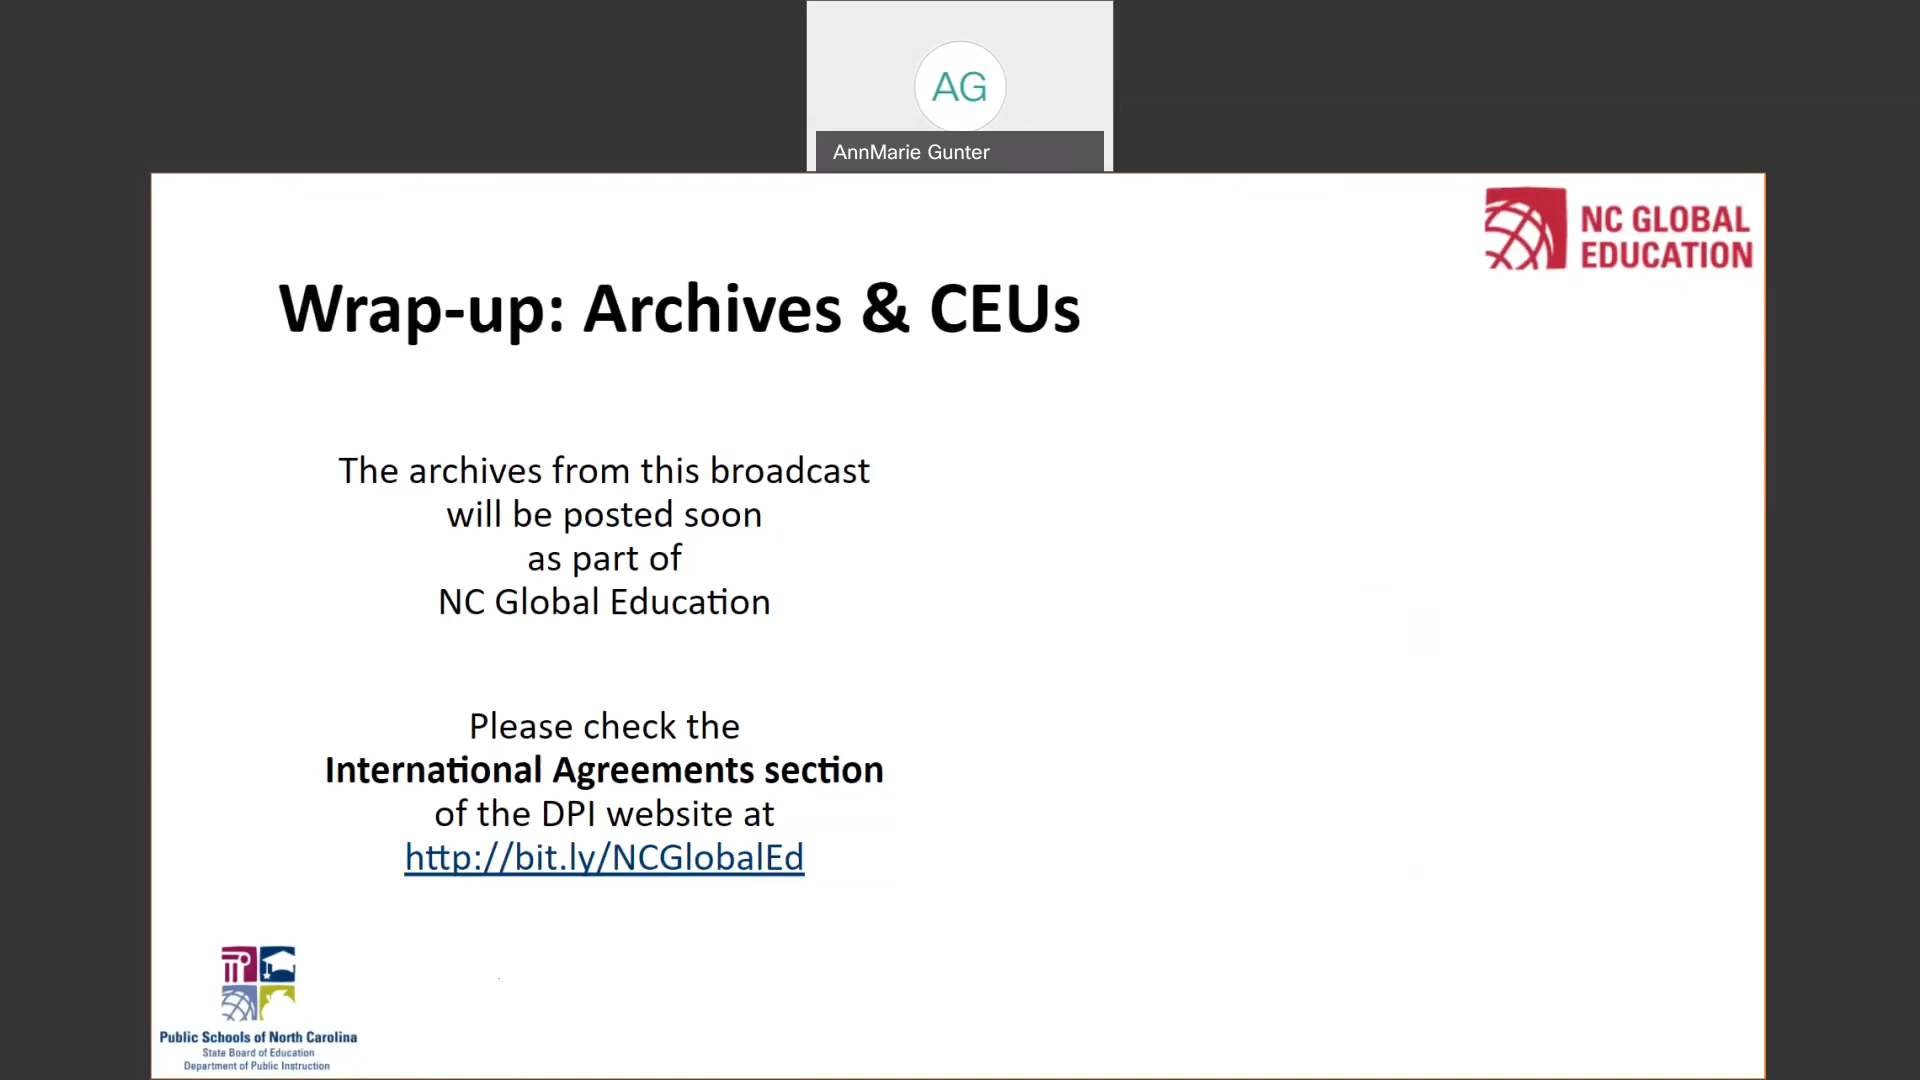 AG
AnnMarie Gunter
NC GLOBAL
EDUCATION
Wrap-up: Archives & CEUs
The archives from this broadcast
will be posted soon
as part of
NC Global Education
Please check the
International Agreements section
of the DPI website at
http://bit.ly/NCGlobalEd
Public Schools of North Carolina
State Board of Education
Department of Public Instruction